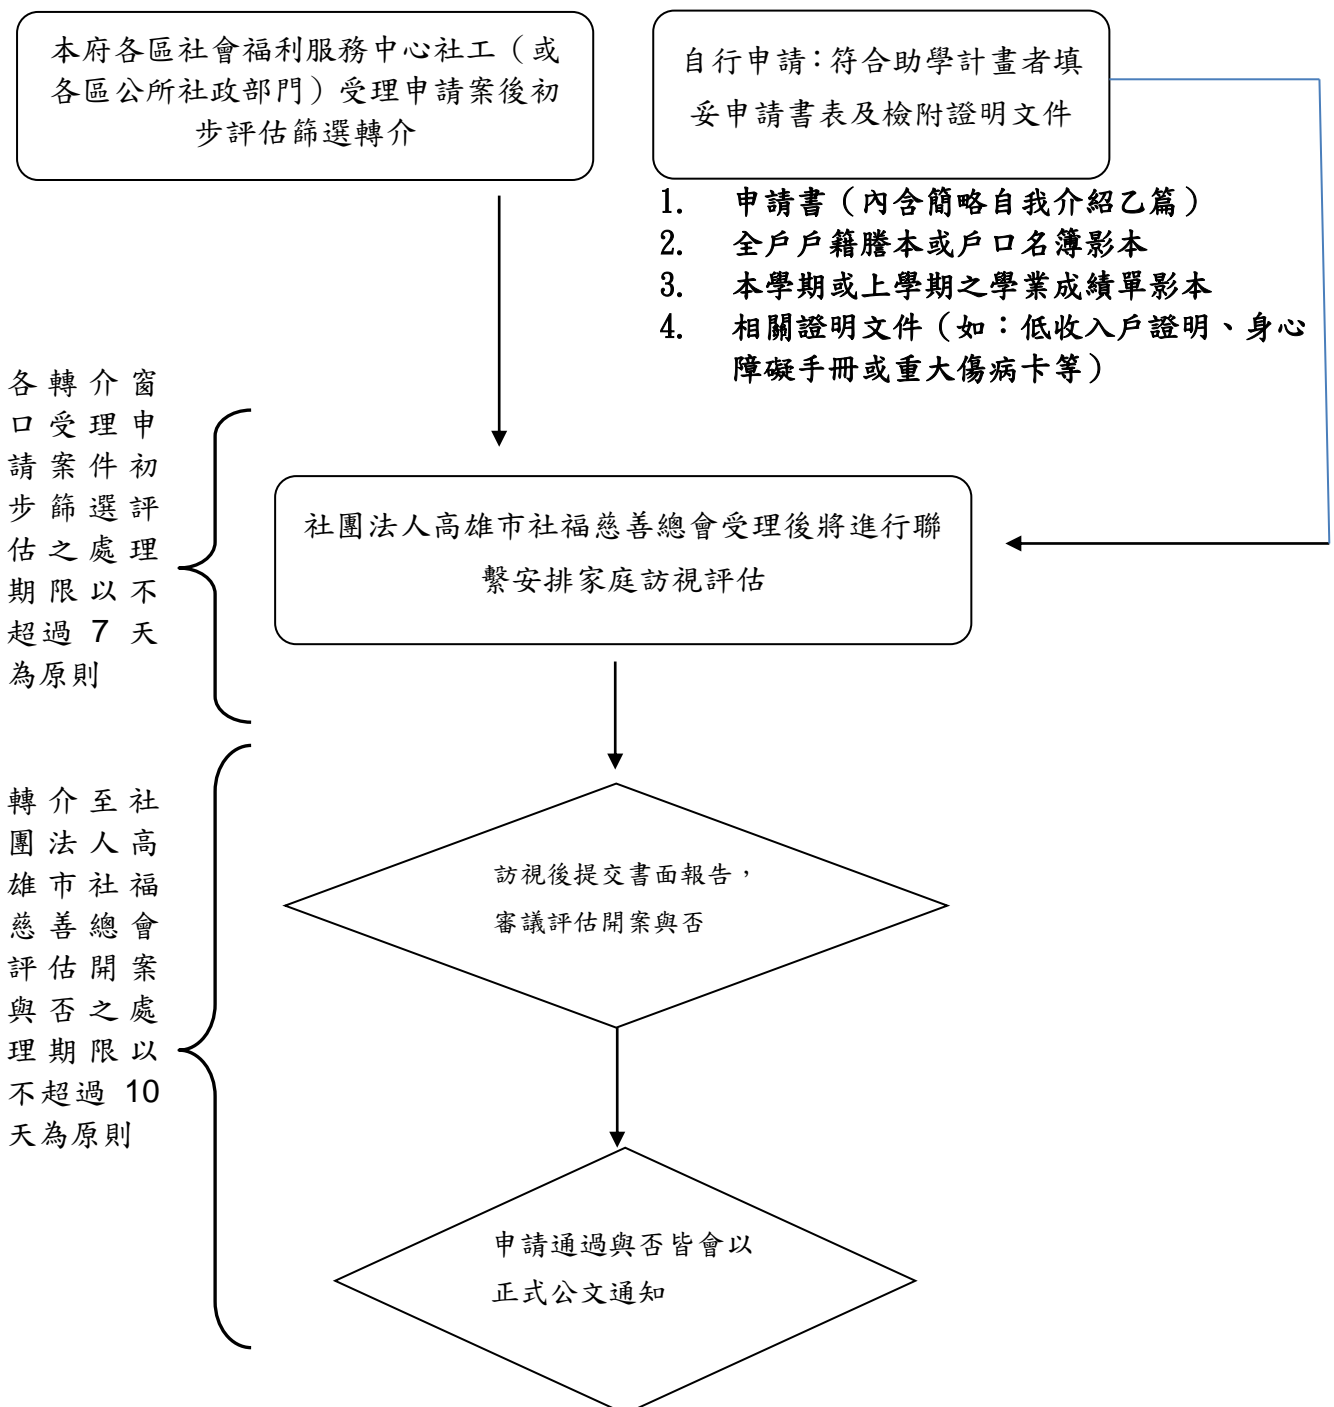 本府各區社會福利服務中心社工（或
各區公所社政部門）受理申請案後初
步評估篩選轉介
自行申請：符合助學計畫者填
妥申請書表及檢附證明文件
1. 申請書（內含簡略自我介紹乙篇）
2. 全戶戶籍謄本或戶口名簿影本
3. 本學期或上學期之學業成績單影本
4. 相關證明文件（如：低收入戶證明、身心
障礙手冊或重大傷病卡等）
各轉介窗
口受理申
請案件初
步篩選評
估之處理
期限以不
超過 7 天
為原則
社團法人高雄市社福慈善總會受理後將進行聯
繫安排家庭訪視評估
轉介至社
團法人高
雄市社福
慈善總會
評估開案
與否之處
理期限以
不超過 10
天為原則
訪視後提交書面報告，
審議評估開案與否
申請通過與否皆會以
正式公文通知